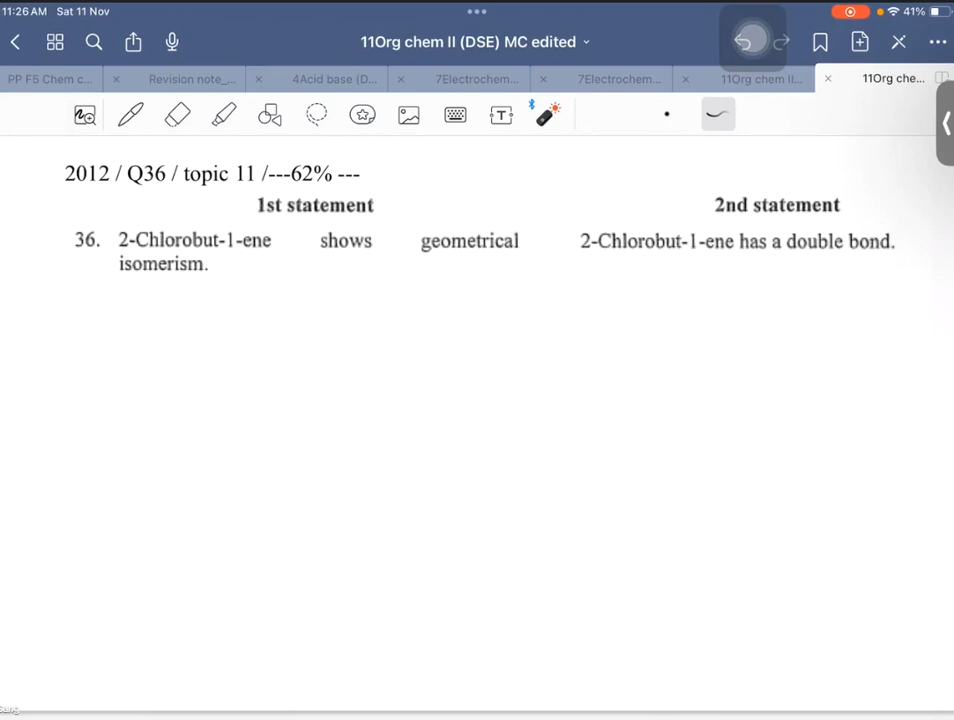 11:26 AM Sat 11 Nov 41%
11Org chem II (DSE) MC edited
PP F5 Chem c... Revision note_... 4Acid base (D... 7Electrochem... 7Electrochem... 11Org chem II... 11Org che...
T
2012 / Q36 / topic 11 /---62% ---
1st statement 2nd statement
36. 2-Chlorobut-1-ene shows geometrical 2-Chlorobut-1-ene has a double bond.
isomerism.